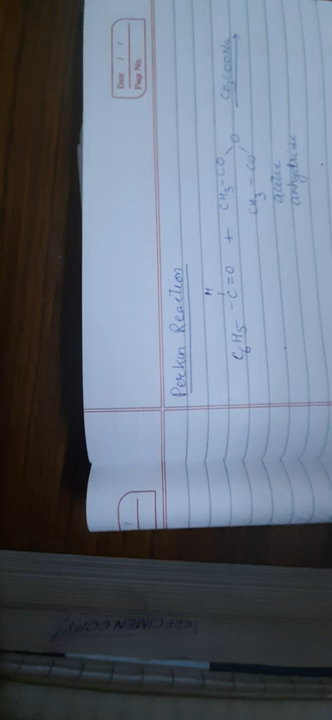 Date / /
Page No.
Perkin Reaction
H
C6H5 - C = O + CH3 - CO
O
CH3COONa
CH3 - CO
acetic
anhydride
SPECIMEN COPY